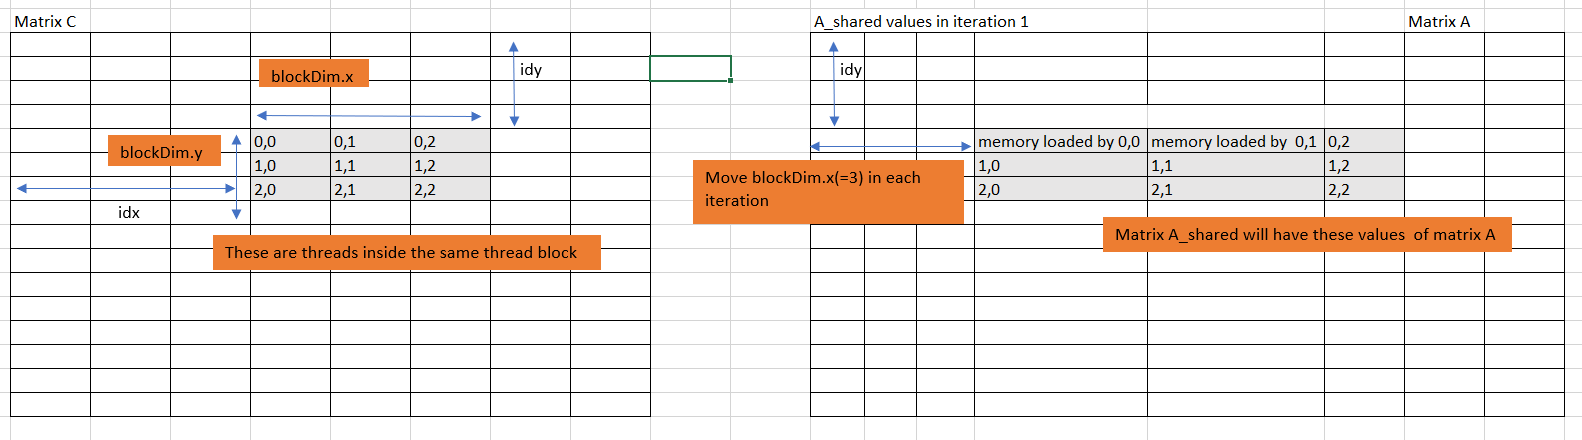 Matrix C
A_shared values in iteration 1
Matrix A
blockDim.x
idy
idy
blockDim.y
0,0 0,1 0,2
1,0 1,1 1,2
2,0 2,1 2,2
idx
These are threads inside the same thread block
memory loaded by 0,0 memory loaded by  0,1 0,2
1,0 1,1 1,2
2,0 2,1 2,2
Move blockDim.x(=3) in each
iteration
Matrix A_shared will have these values  of matrix A